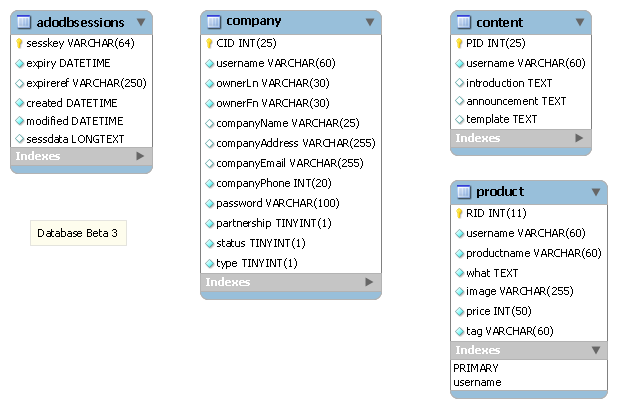 adodbsessions
sesskey VARCHAR(64)
expiry DATETIME
expireref VARCHAR(250)
created DATETIME
modified DATETIME
sessdata LONGTEXT
Indexes
Database Beta 3
company
CID INT(25)
username VARCHAR(60)
ownerLn VARCHAR(30)
ownerFn VARCHAR(30)
companyName VARCHAR(25)
companyAddress VARCHAR(255)
companyEmail VARCHAR(255)
companyPhone INT(20)
password VARCHAR(100)
partnership TINYINT(1)
status TINYINT(1)
type TINYINT(1)
Indexes
content
PID INT(25)
username VARCHAR(60)
introduction TEXT
announcement TEXT
template TEXT
Indexes
product
RID INT(11)
username VARCHAR(60)
productname VARCHAR(60)
what TEXT
image VARCHAR(255)
price INT(50)
tag VARCHAR(60)
Indexes
PRIMARY
username